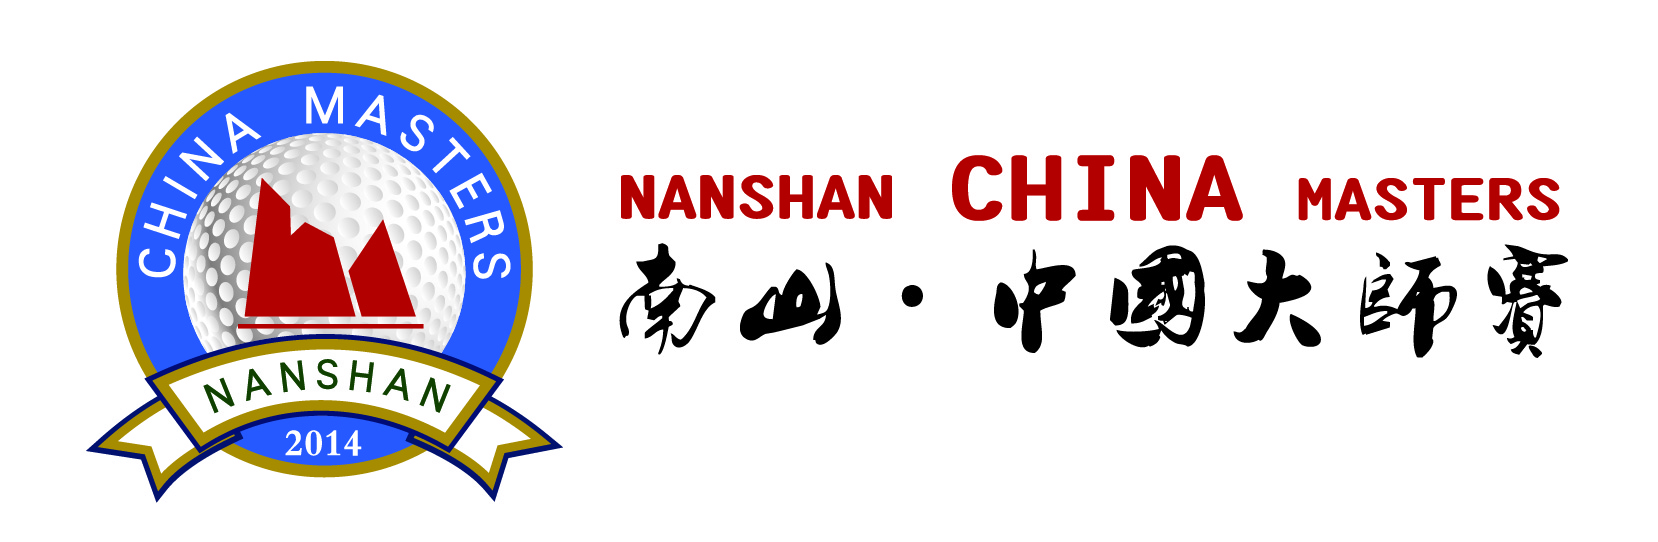 CHINA MASTERS
NANSHAN
2014
NANSHAN CHINA MASTERS
南山·中國大師賽